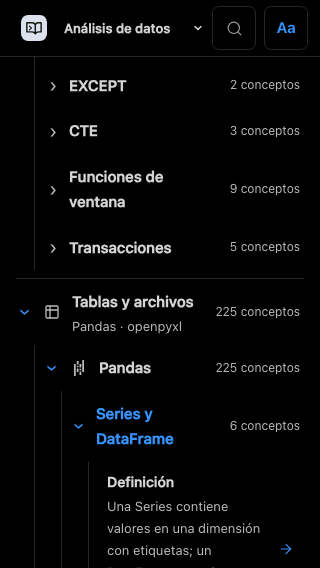 Análisis de datos
Aa
EXCEPT
2 conceptos
CTE
3 conceptos
Funciones de
ventana
9 conceptos
Transacciones
5 conceptos
Tablas y archivos
Pandas · openpyxl
225 conceptos
Pandas
225 conceptos
Series y
DataFrame
6 conceptos
Definición
Una Series contiene
valores en una dimensión
con etiquetas; un